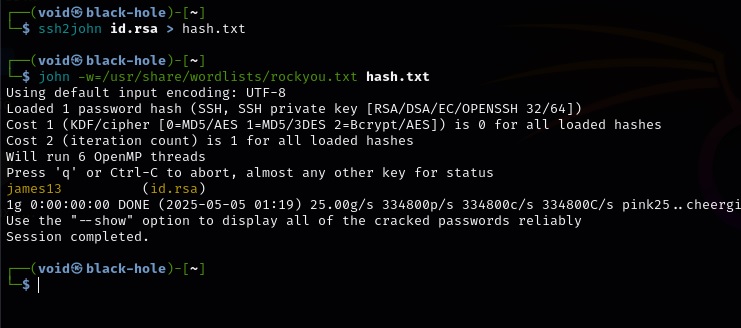 ┌──(void㉿black-hole)-[~]
└─$ ssh2john id.rsa > hash.txt
┌──(void㉿black-hole)-[~]
└─$ john -w=/usr/share/wordlists/rockyou.txt hash.txt
Using default input encoding: UTF-8
Loaded 1 password hash (SSH, SSH private key [RSA/DSA/EC/OPENSSH 32/64])
Cost 1 (KDF/cipher [0=MD5/AES 1=MD5/3DES 2=Bcrypt/AES]) is 0 for all loaded hashes
Cost 2 (iteration count) is 1 for all loaded hashes
Will run 6 OpenMP threads
Press 'q' or Ctrl-C to abort, almost any other key for status
james13          (id.rsa)
1g 0:00:00:00 DONE (2025-05-05 01:19) 25.00g/s 334800p/s 334800c/s 334800C/s pink25..cheergi
Use the "--show" option to display all of the cracked passwords reliably
Session completed.
┌──(void㉿black-hole)-[~]
└─$